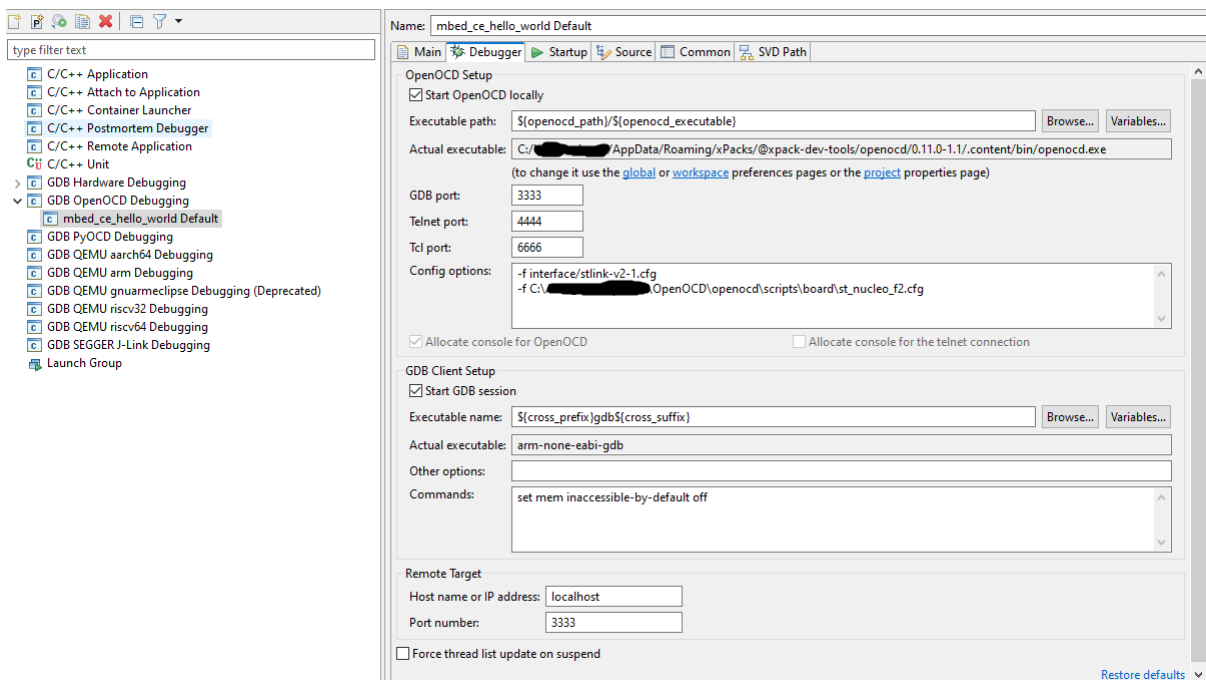 type filter text
C/C++ Application
C/C++ Attach to Application
C/C++ Container Launcher
C/C++ Postmortem Debugger
C/C++ Remote Application
C/C++ Unit
GDB Hardware Debugging
GDB OpenOCD Debugging
mbed_ce_hello_world Default
GDB PyOCD Debugging
GDB QEMU aarch64 Debugging
GDB QEMU arm Debugging
GDB QEMU gnuarmeclipse Debugging (Deprecated)
GDB QEMU riscv32 Debugging
GDB QEMU riscv64 Debugging
GDB SEGGER J-Link Debugging
Launch Group
Name: mbed_ce_hello_world Default
Main Debugger Startup Source Common SVD Path
OpenOCD Setup
Start OpenOCD locally
Executable path: ${openocd_path}/${openocd_executable} Browse... Variables...
Actual executable: C:/ /AppData/Roaming/xPacks/@xpack-dev-tools/openocd/0.11.0-1.1/.content/bin/openocd.exe
(to change it use the global or workspace preferences pages or the project properties page)
GDB port: 3333
Telnet port: 4444
Tcl port: 6666
Config options: -f interface/stlink-v2-1.cfg
-f C:\ \OpenOCD\openocd\scripts\board\st_nucleo_f2.cfg
Allocate console for OpenOCD Allocate console for the telnet connection
GDB Client Setup
Start GDB session
Executable name: ${cross_prefix}gdb${cross_suffix} Browse... Variables...
Actual executable: arm-none-eabi-gdb
Other options:
Commands: set mem inaccessible-by-default off
Remote Target
Host name or IP address: localhost
Port number: 3333
Force thread list update on suspend
Restore defaults